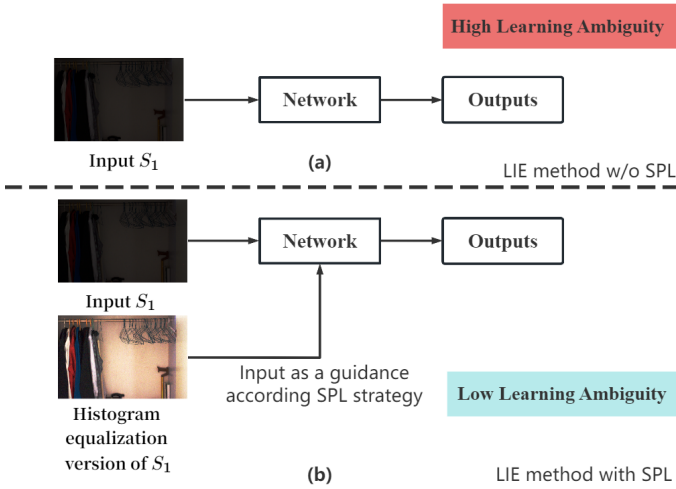 High Learning Ambiguity
Network
Outputs
Input S₁
(a)
LIE method w/o SPL
Network
Outputs
Input S₁
Input as a guidance
according SPL strategy
Low Learning Ambiguity
Histogram
equalization
version of S₁
(b)
LIE method with SPL